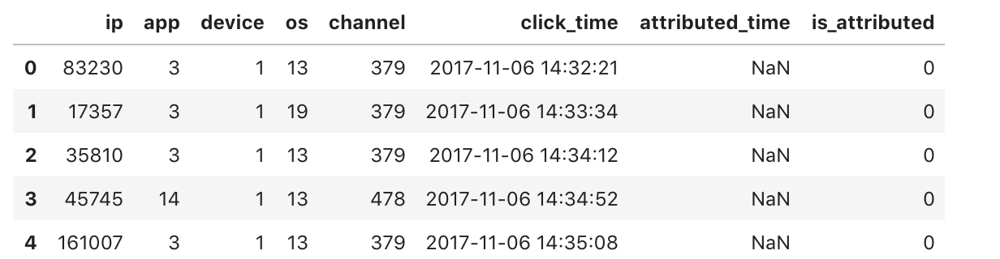 ip app device os channel click_time attributed_time is_attributed
0 83230 3 1 13 379 2017-11-06 14:32:21 NaN 0
1 17357 3 1 19 379 2017-11-06 14:33:34 NaN 0
2 35810 3 1 13 379 2017-11-06 14:34:12 NaN 0
3 45745 14 1 13 478 2017-11-06 14:34:52 NaN 0
4 161007 3 1 13 379 2017-11-06 14:35:08 NaN 0